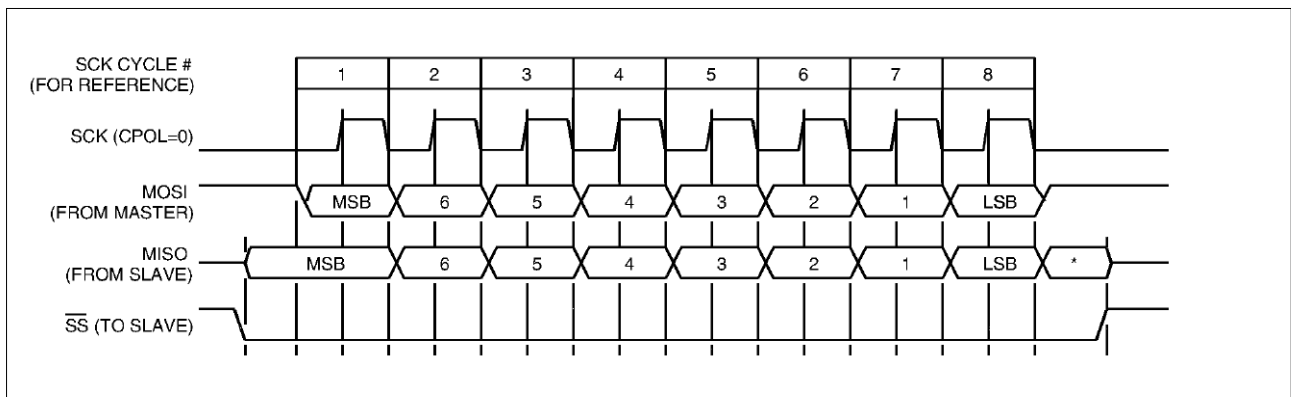 SCK CYCLE #
(FOR REFERENCE)
1 2 3 4 5 6 7 8
SCK (CPOL=0)
MOSI
(FROM MASTER)
MSB 6 5 4 3 2 1 LSB
MISO
(FROM SLAVE)
MSB 6 5 4 3 2 1 LSB *
SS (TO SLAVE)